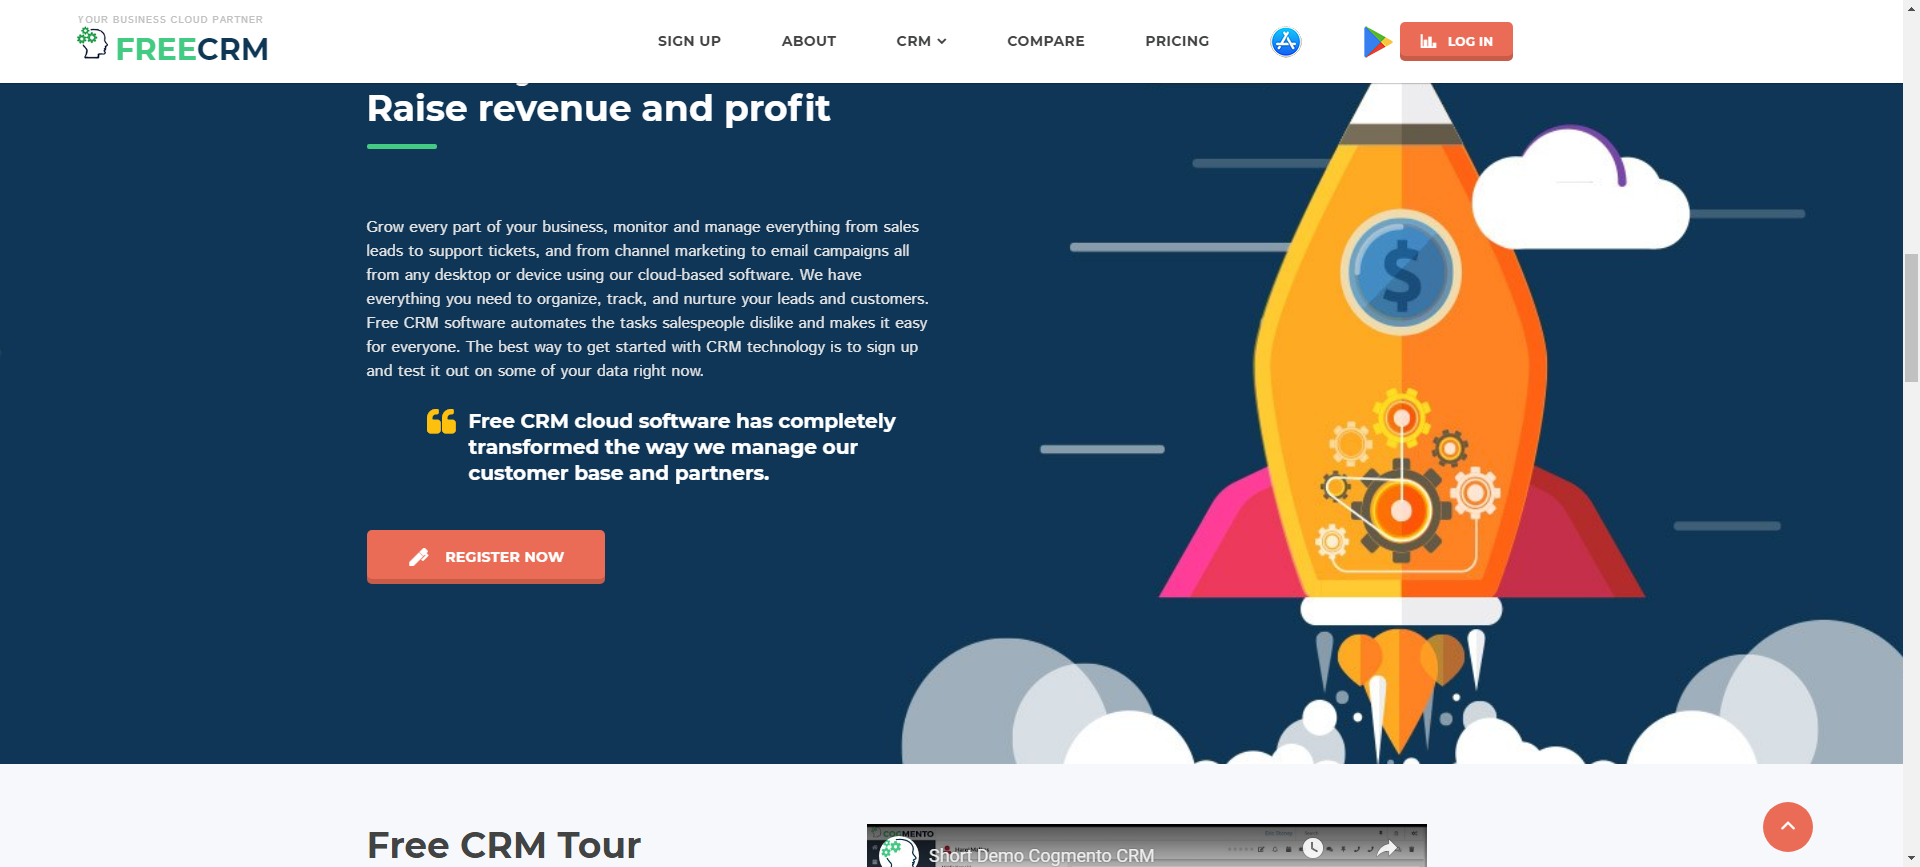 YOUR BUSINESS CLOUD PARTNER
FREECRM
SIGN UP
ABOUT
CRM
COMPARE
PRICING
LOG IN
Raise revenue and profit
Grow every part of your business, monitor and manage everything from sales
leads to support tickets, and from channel marketing to email campaigns all
from any desktop or device using our cloud-based software. We have
everything you need to organize, track, and nurture your leads and customers.
Free CRM software automates the tasks salespeople dislike and makes it easy
for everyone. The best way to get started with CRM technology is to sign up
and test it out on some of your data right now.
Free CRM cloud software has completely
transformed the way we manage our
customer base and partners.
REGISTER NOW
$
Free CRM Tour
COGMENTO
Short Demo Cogmento CRM